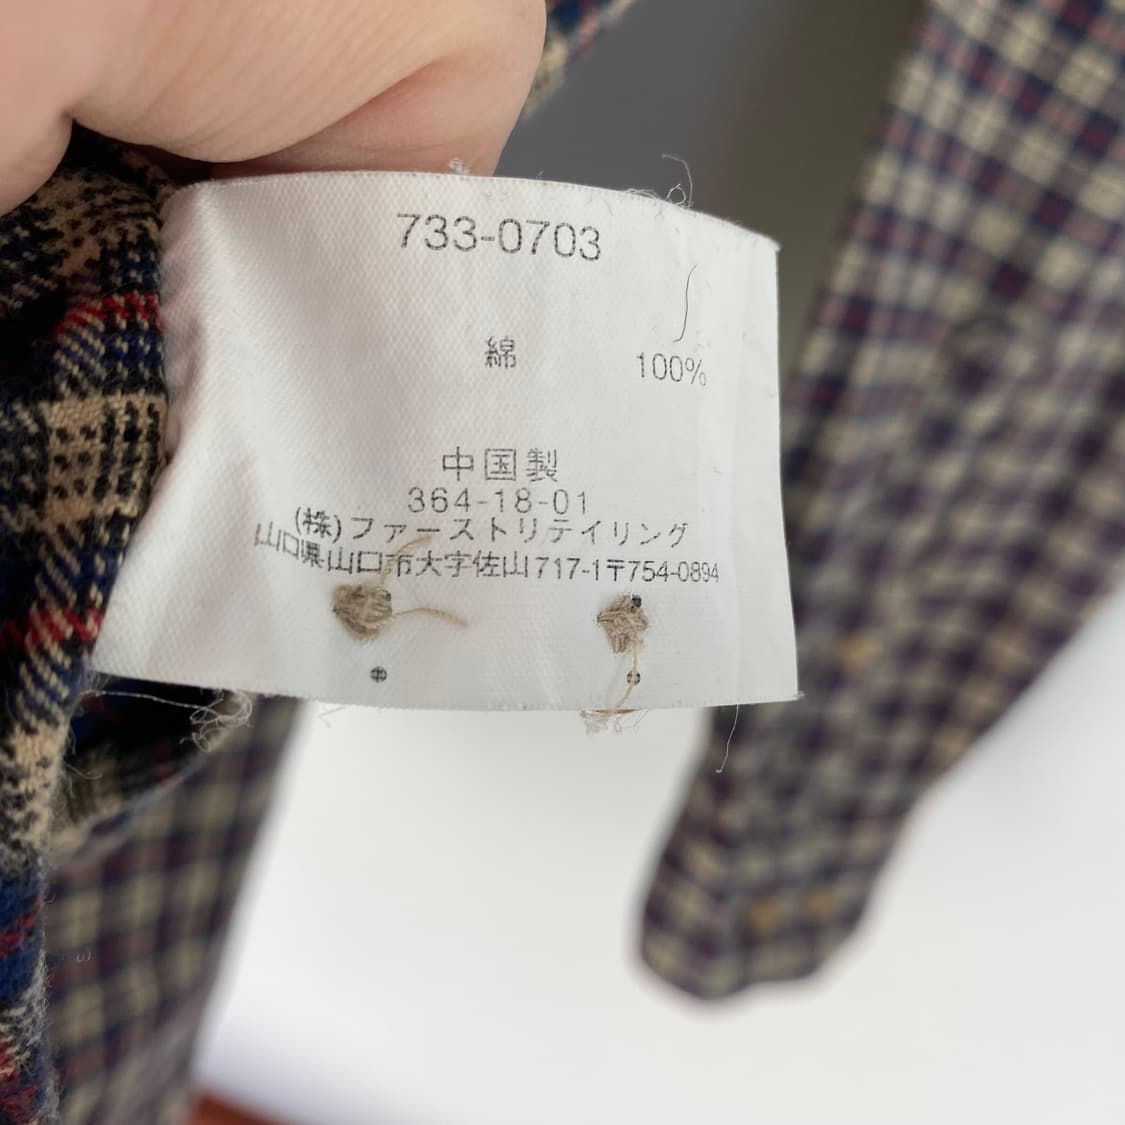 733-0703
綿 100%
中国製
364-18-01
(株)ファーストリテイリング
山口県山口市大字佐山717-1〒754-0894